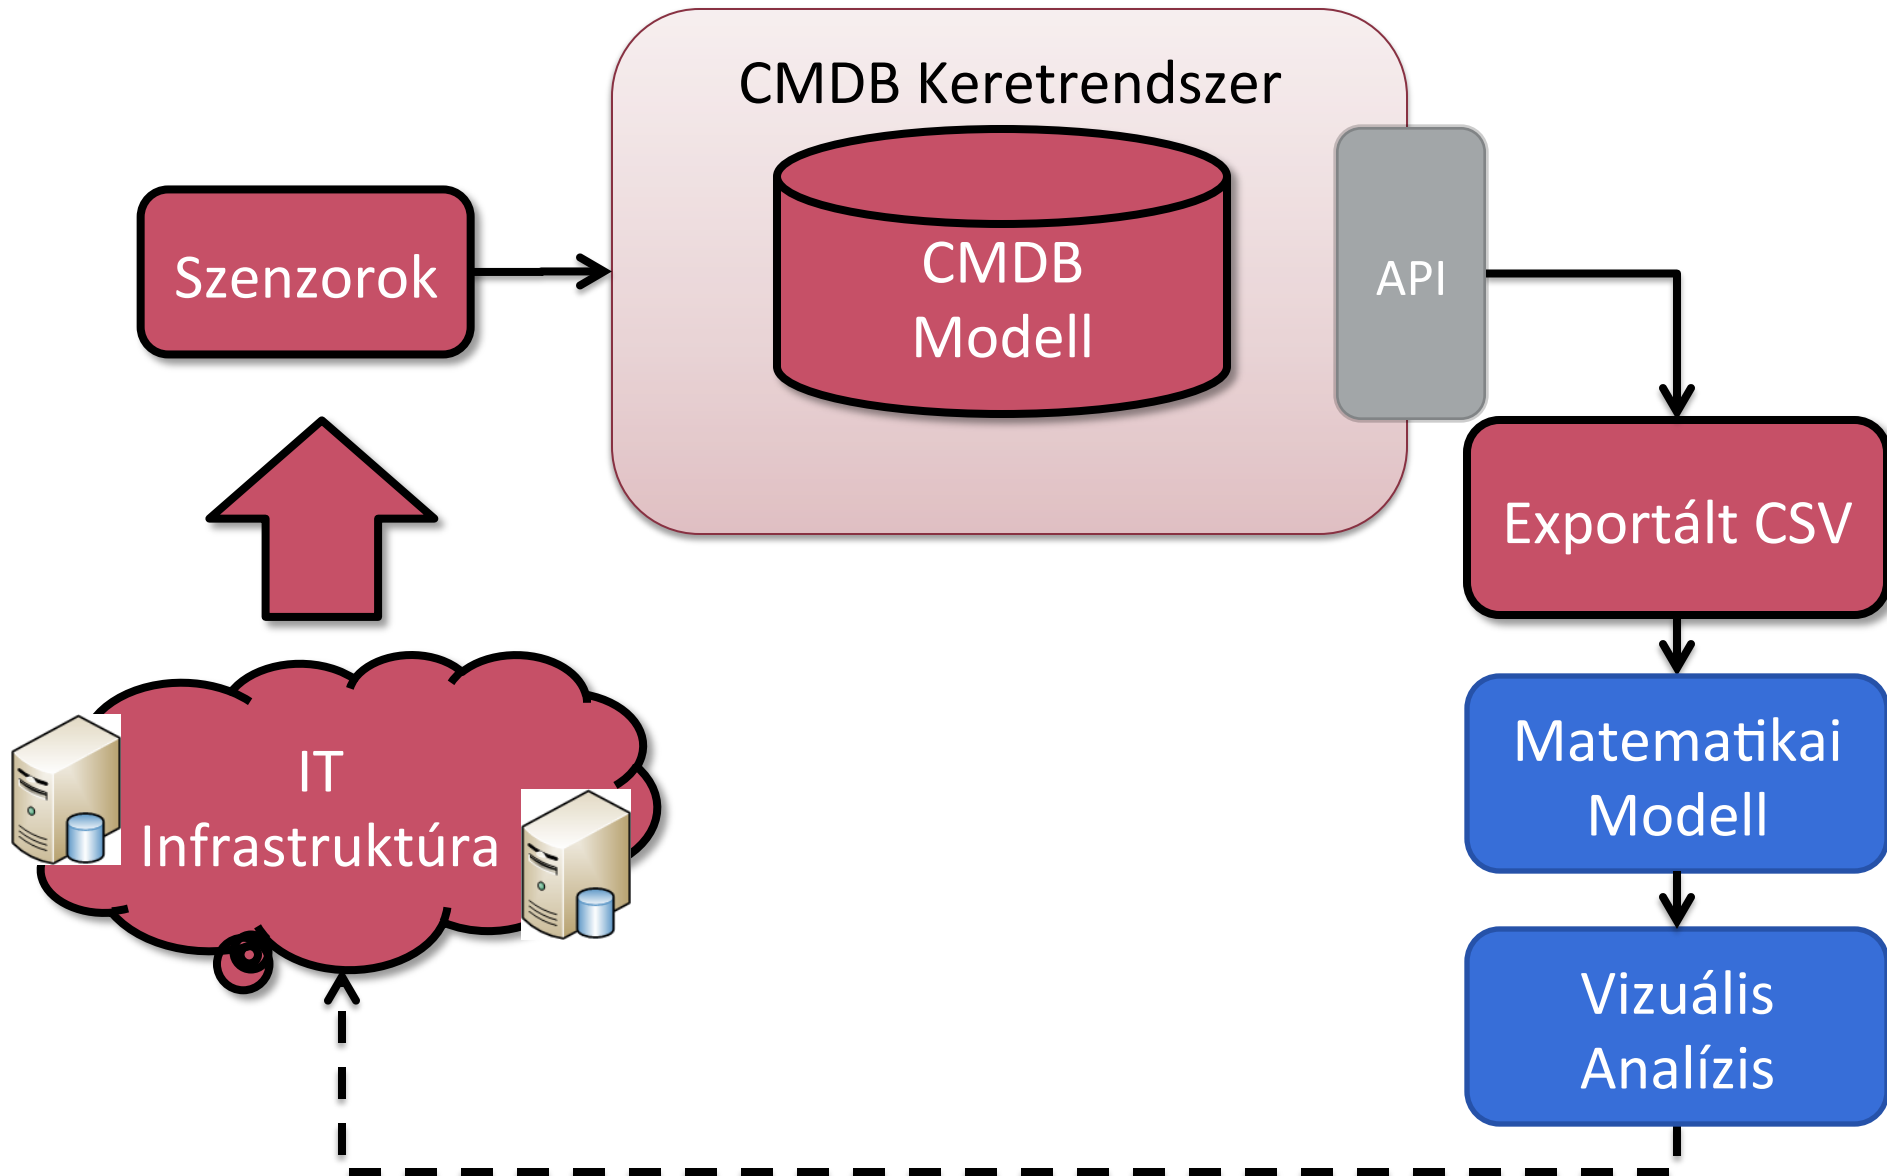 CMDB Keretrendszer
Szenzorok
CMDB
Modell
API
Exportált CSV
IT
Infrastruktúra
Matematikai
Modell
Vizuális
Analízis